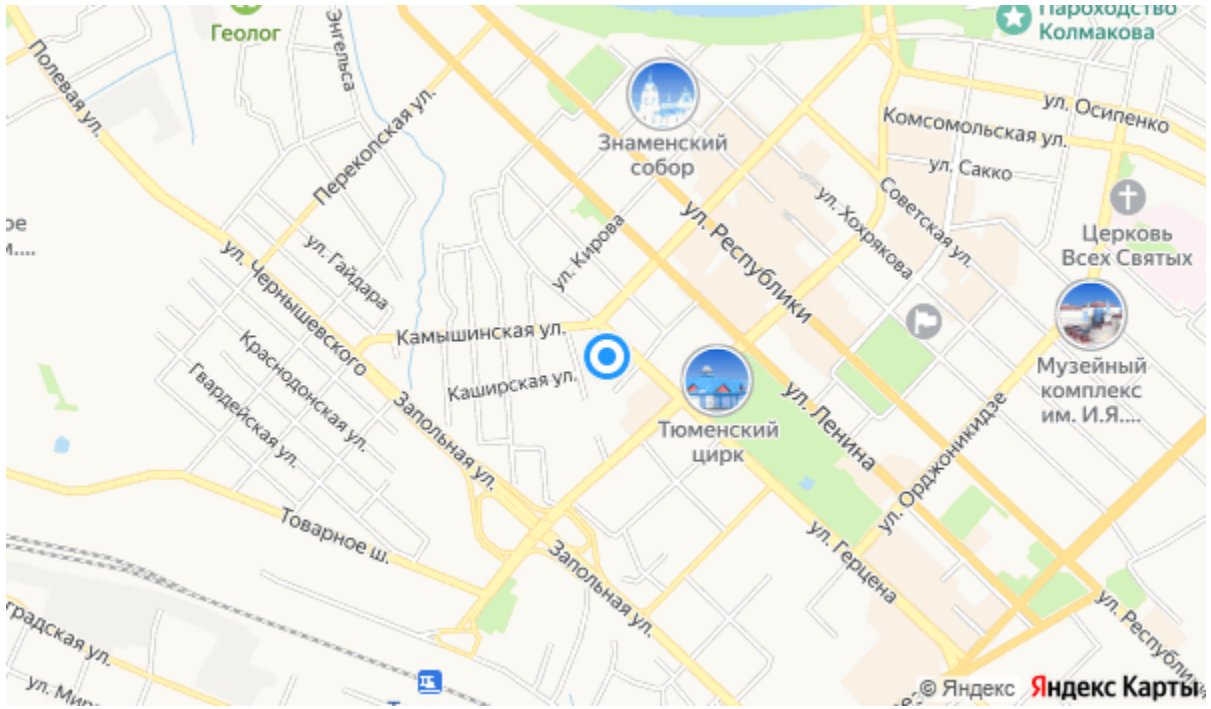 Пароходство
Колмакова
Геолог
Энгельса
Полевая ул.
Перекопская ул.
ул. Осипенко
Комсомольская ул.
ул. Сакко
Знаменский
собор
Советская ул.
ул. Хохрякова
Церковь
Всех Святых
ул. Республики
ул. Кирова
ул. Гайдара
ул. Чернышевского
Камышинская ул.
Каширская ул.
Краснодонская ул.
Гвардейская ул.
Музейный
комплекс
им. И.Я....
Тюменский
цирк
ул. Ленина
ул. Орджоникидзе
Запольная ул.
Товарное ш.
Запольная ул.
ул. Герцена
ул. Республики
© Яндекс Яндекс Карты